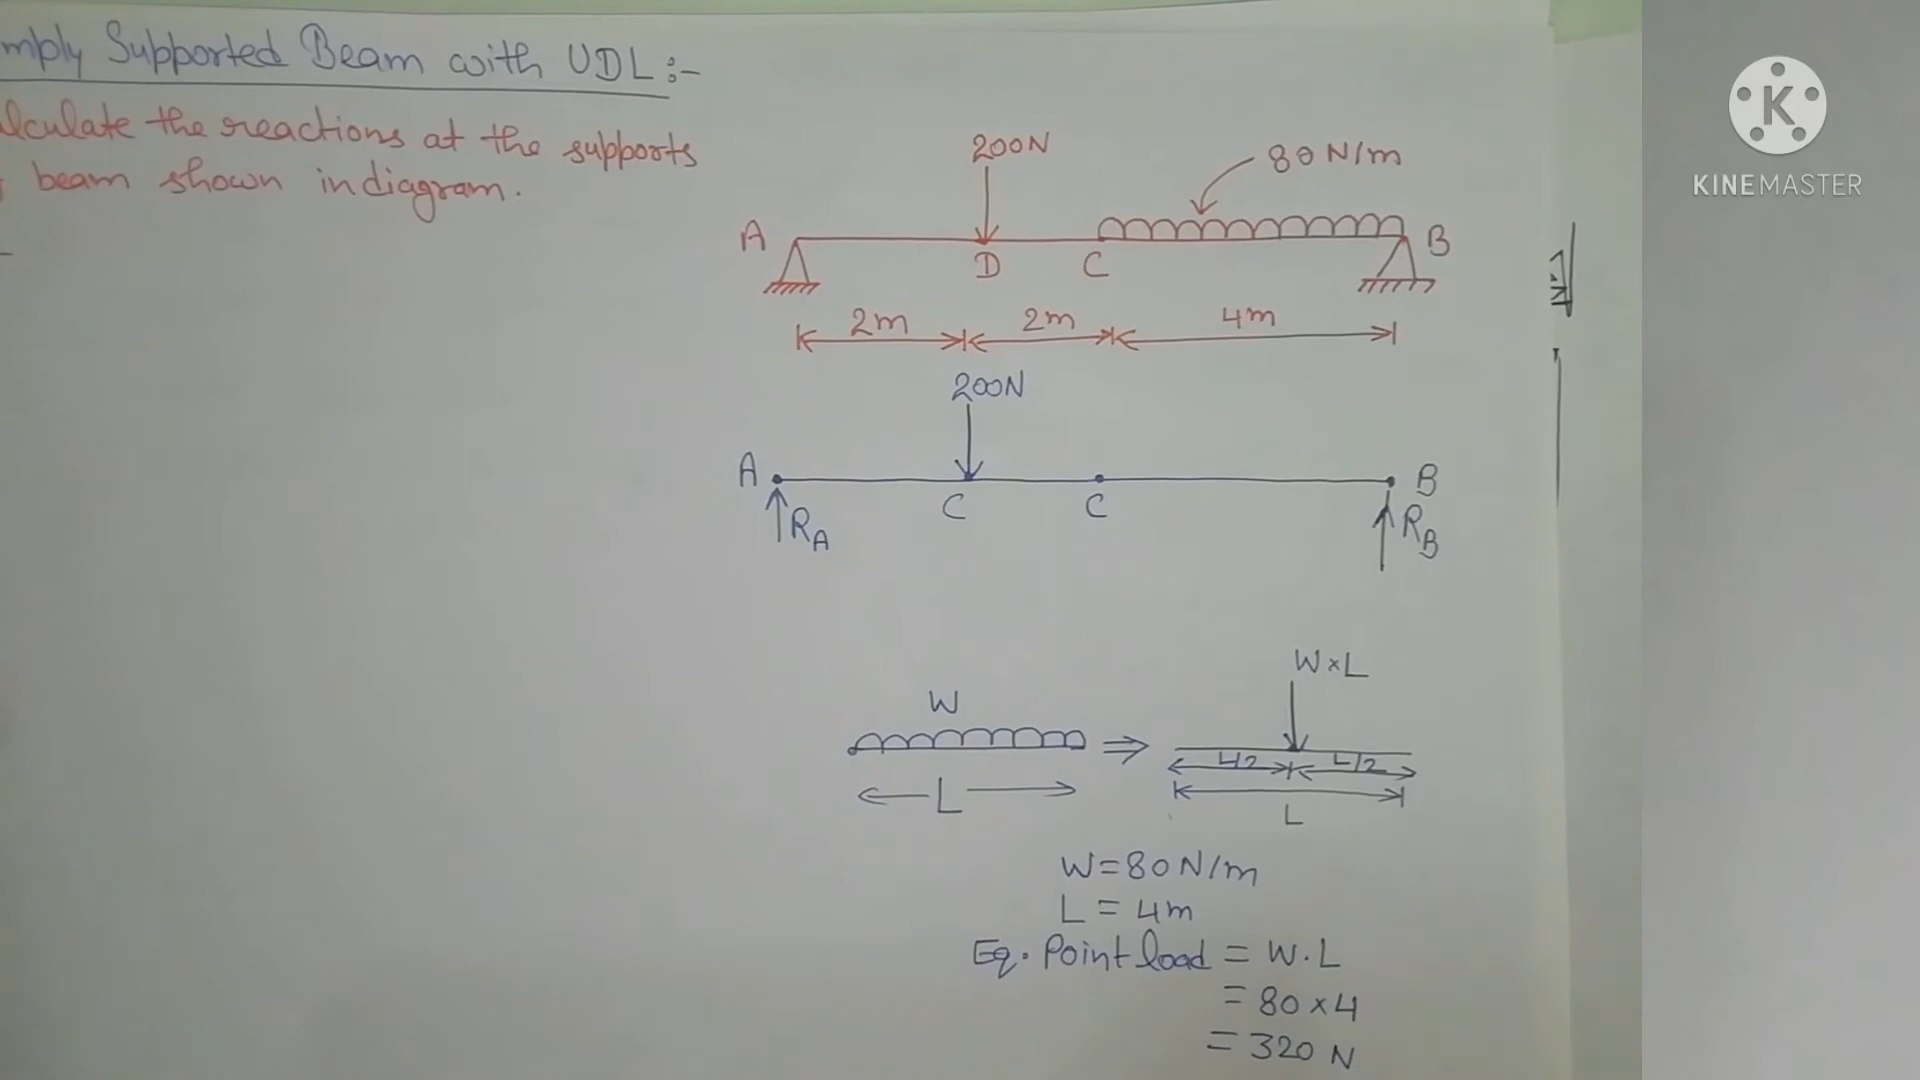 mply Supported Beam with UDL:-
lculate the reactions at the supports
beam shown in diagram.
200N
80 N/m
A
B
D
C
2m
2m
4m
200N
A
B
C
C
RA
RB
W×L
W
L/2
L/2
L
L
W=80N/m
L = 4m
Eq. Point load = W.L
= 80×4
= 320 N
KINEMASTER